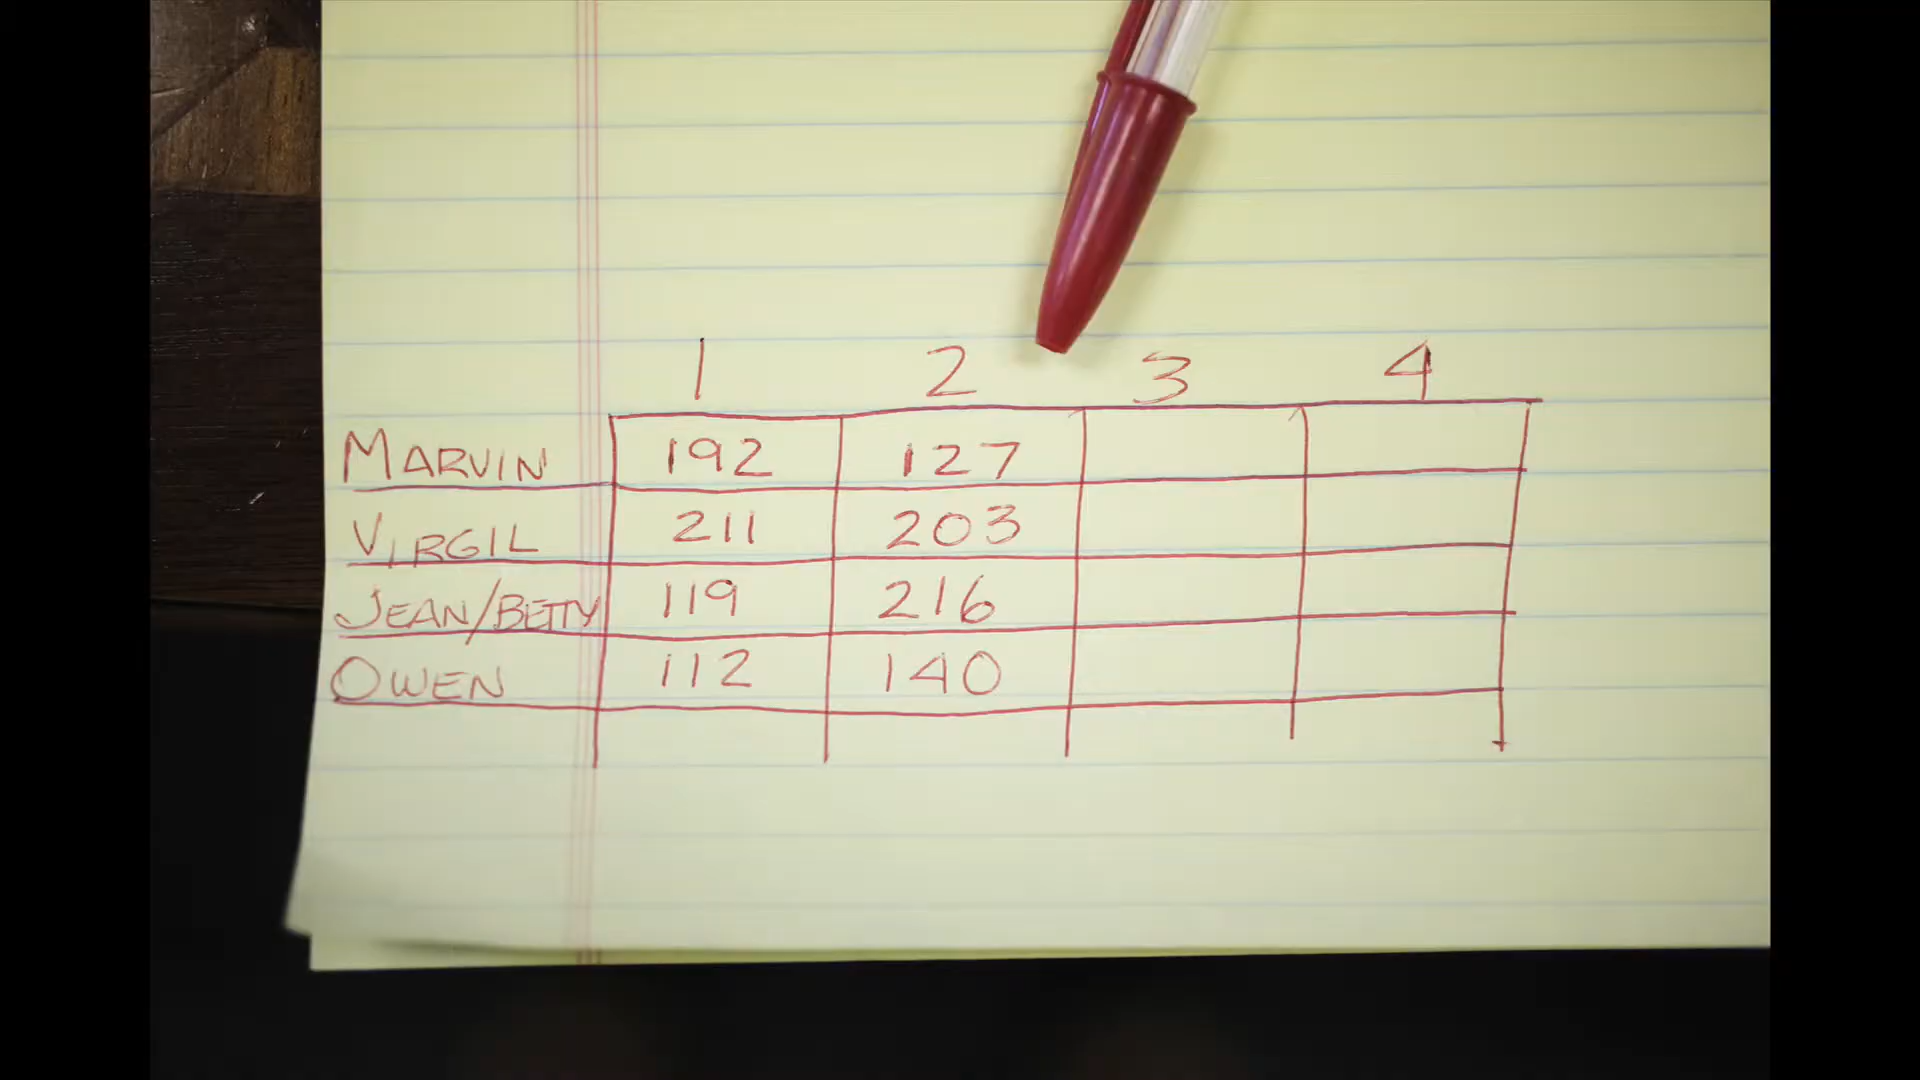 1 2 3 4
MARVIN 192 127
VIRGIL 211 203
JEAN/BETTY 119 216
OWEN 112 140